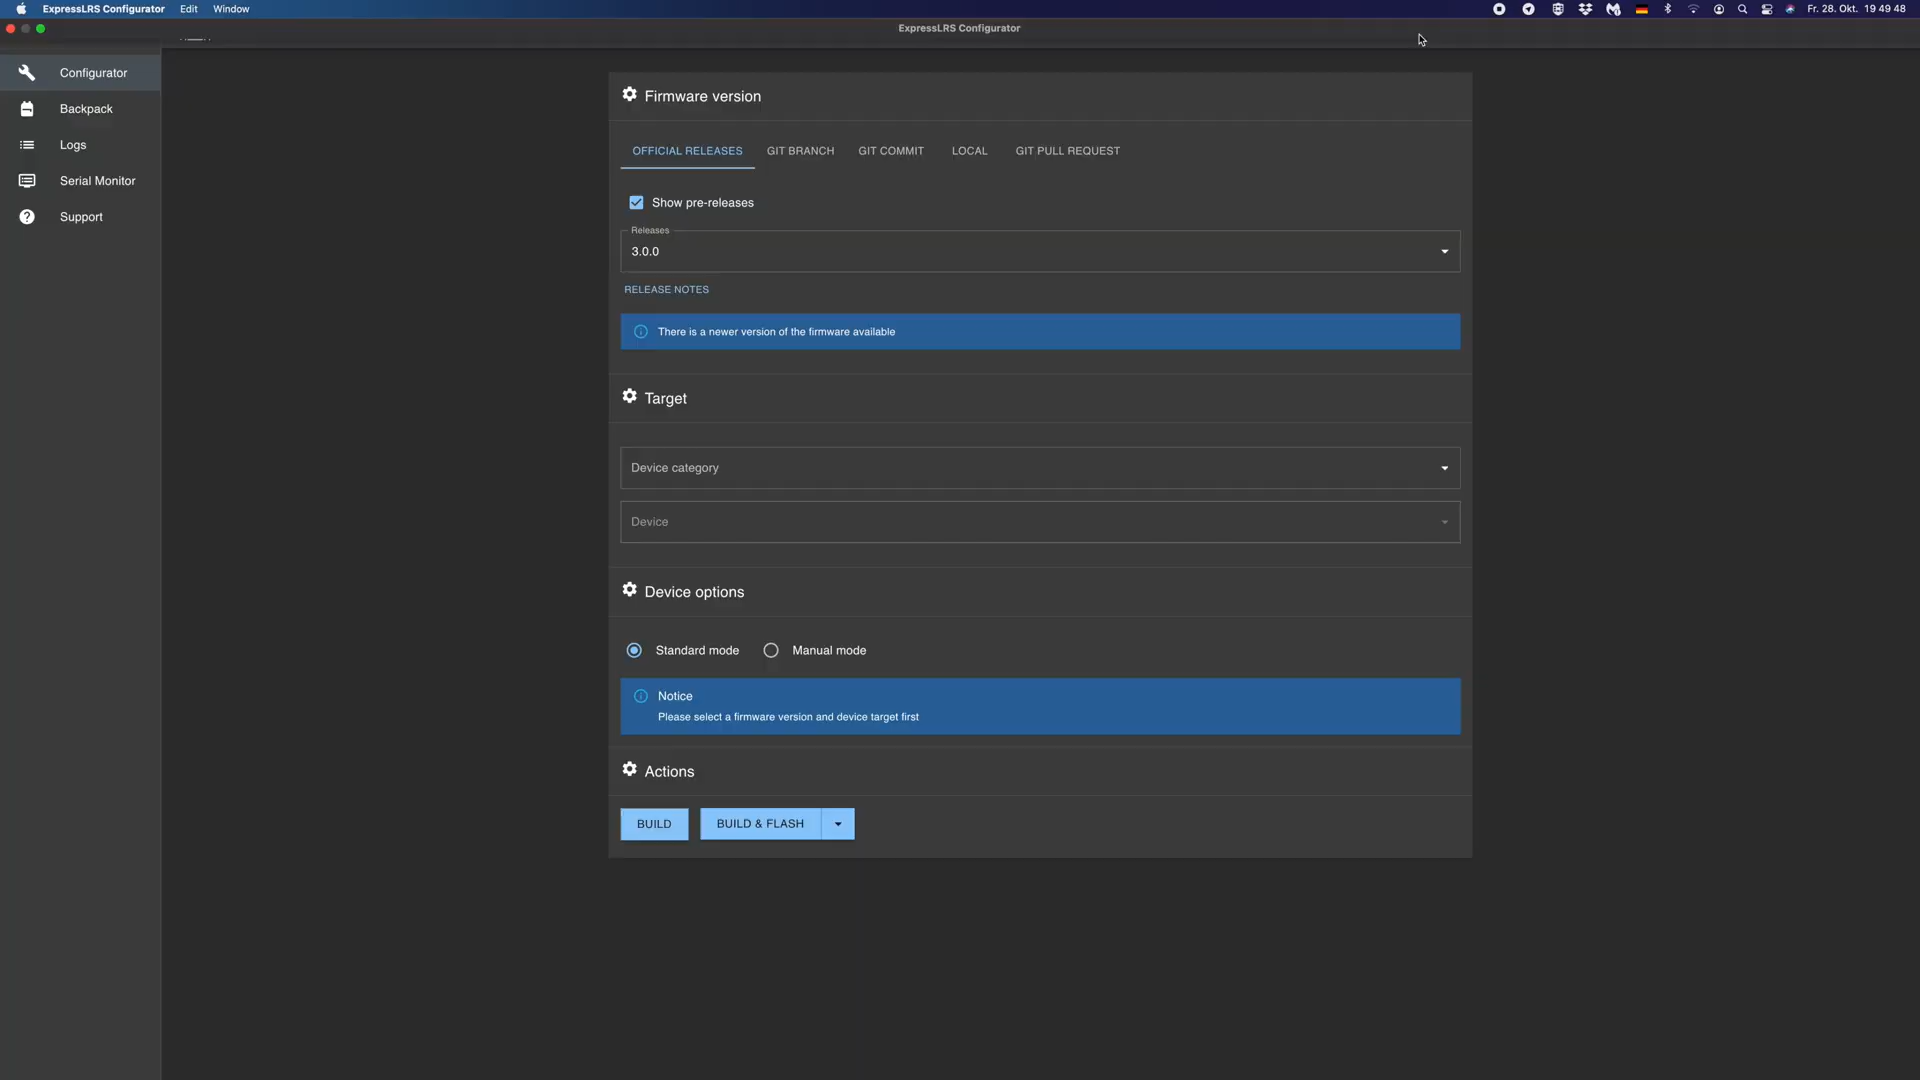 ExpressLRS Configurator Edit Window Fr. 28. Okt. 19 49 48
ExpressLRS Configurator
Configurator
Backpack
Logs
Serial Monitor
Support
Firmware version
OFFICIAL RELEASES GIT BRANCH GIT COMMIT LOCAL GIT PULL REQUEST
Show pre-releases
Releases
3.0.0
RELEASE NOTES
There is a newer version of the firmware available
Target
Device category
Device
Device options
Standard mode Manual mode
Notice
Please select a firmware version and device target first
Actions
BUILD BUILD & FLASH